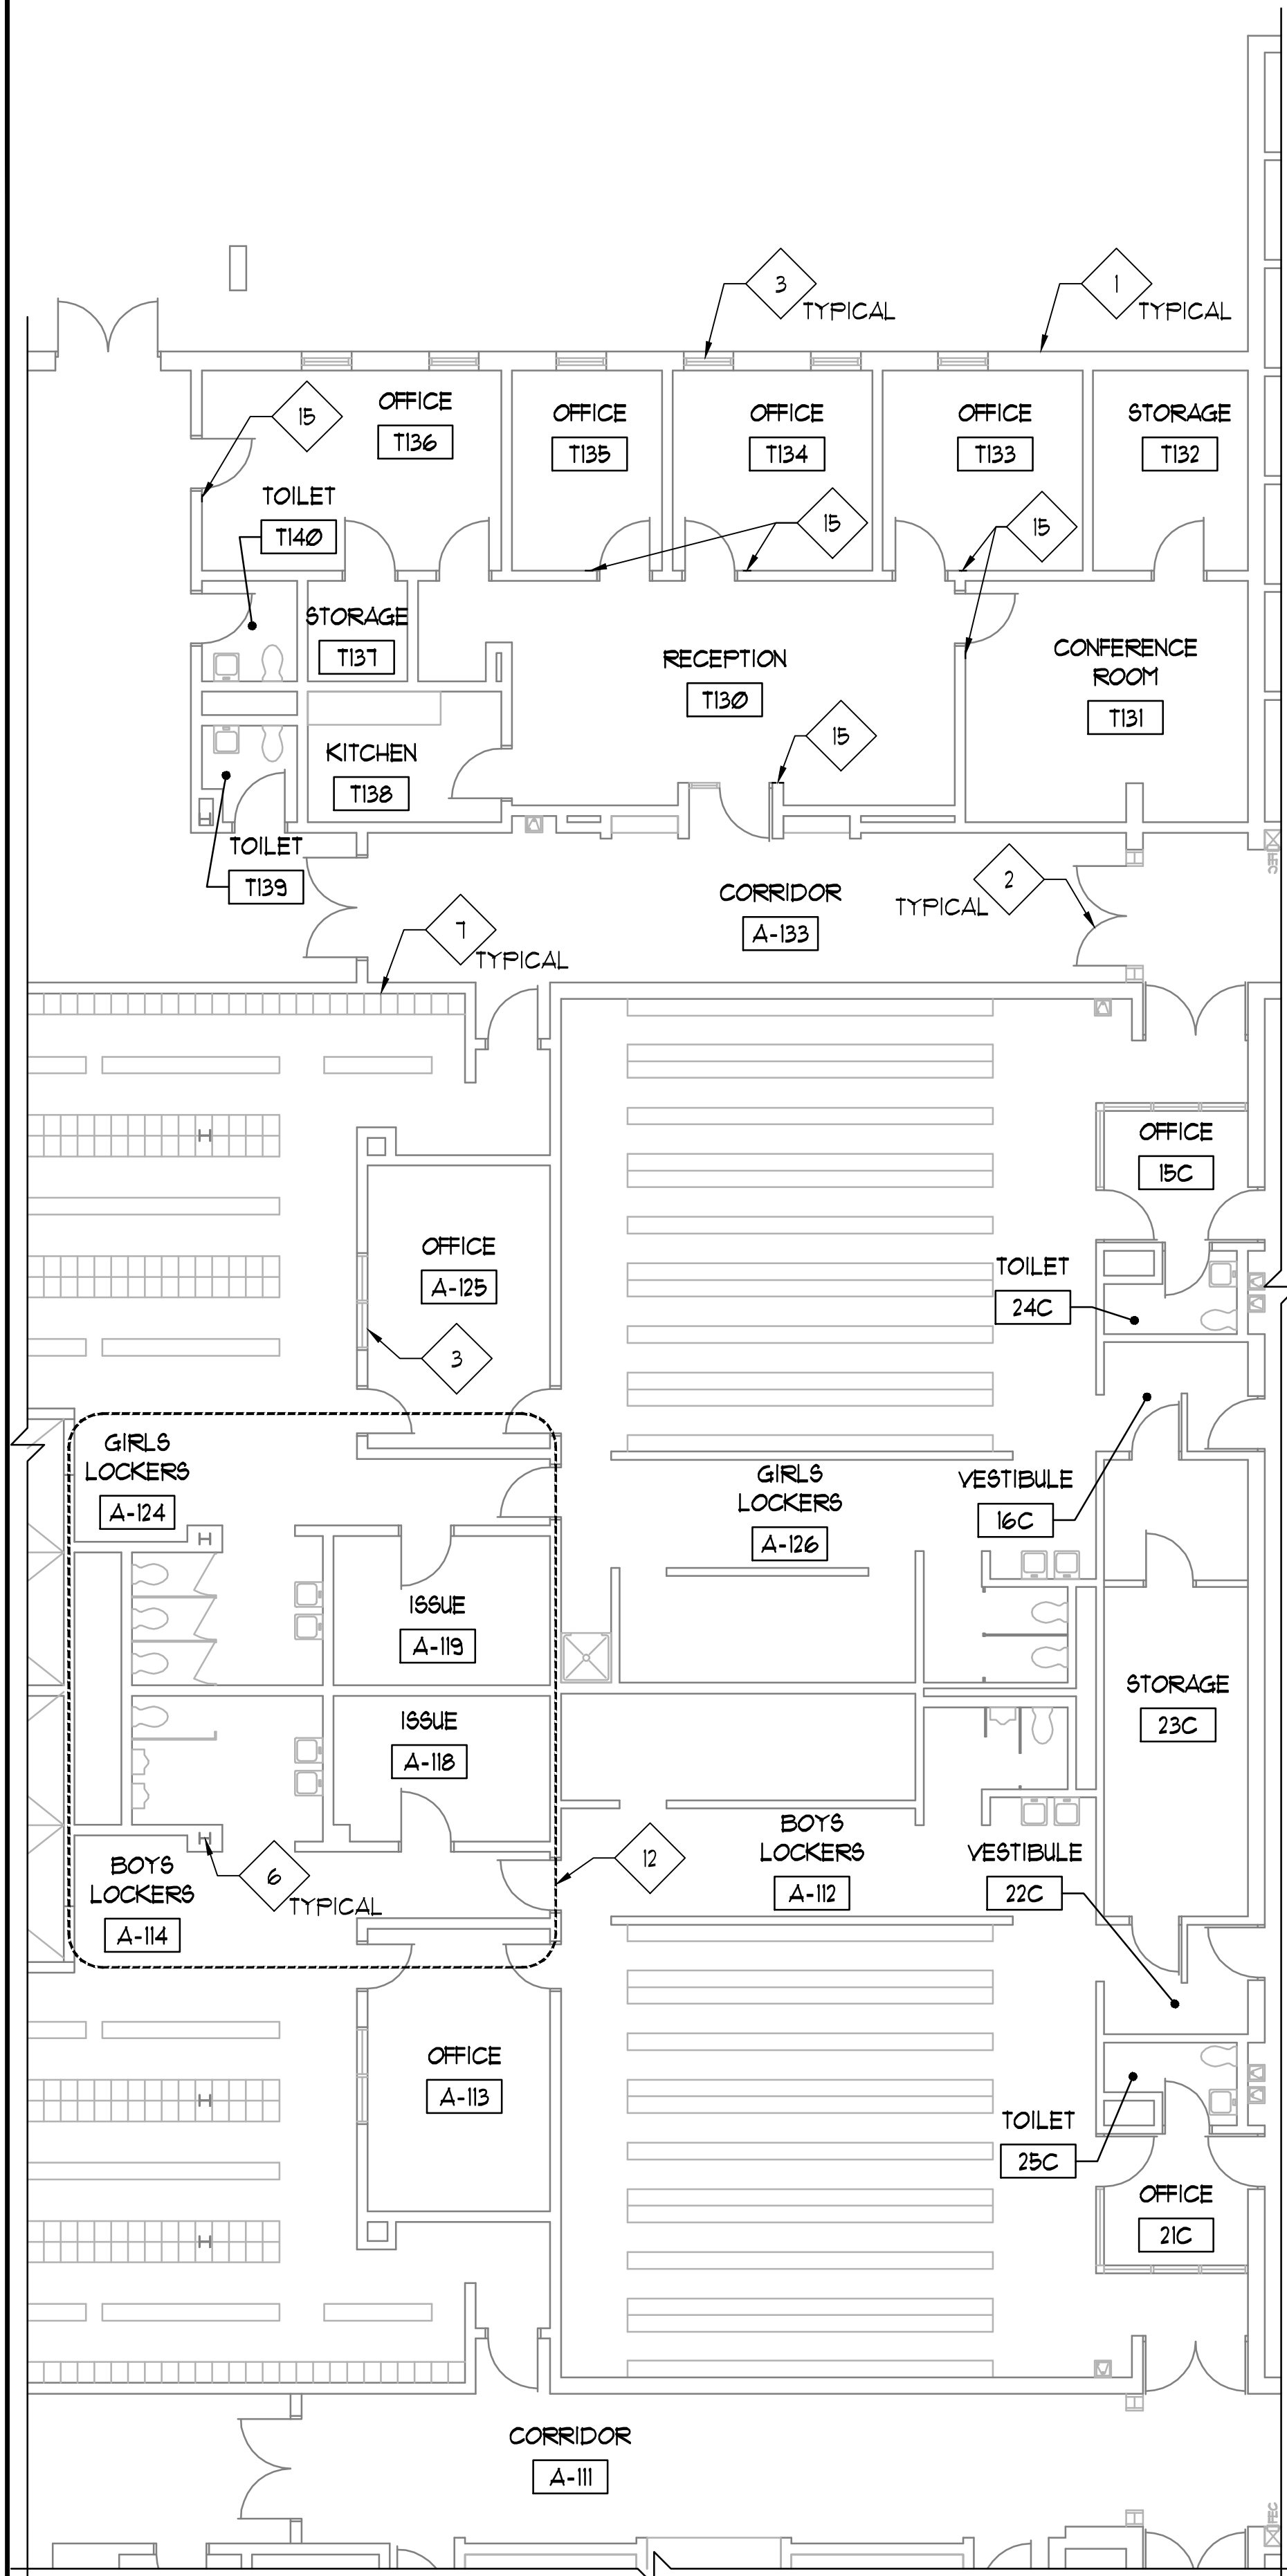 3
TYPICAL
1
TYPICAL
15
OFFICE
T136
OFFICE
T135
OFFICE
T134
OFFICE
T133
STORAGE
T132
TOILET
T140
15
15
STORAGE
T137
RECEPTION
T130
CONFERENCE
ROOM
T131
15
KITCHEN
T138
TOILET
T139
CORRIDOR
A-133
2
TYPICAL
FEC
7
TYPICAL
OFFICE
15C
OFFICE
A-125
TOILET
24C
3
GIRLS
LOCKERS
A-124
GIRLS
LOCKERS
A-126
VESTIBULE
16C
ISSUE
A-119
ISSUE
A-118
STORAGE
23C
BOYS
LOCKERS
A-112
12
VESTIBULE
22C
BOYS
LOCKERS
A-114
6
TYPICAL
OFFICE
A-113
TOILET
25C
OFFICE
21C
CORRIDOR
A-111
FEC